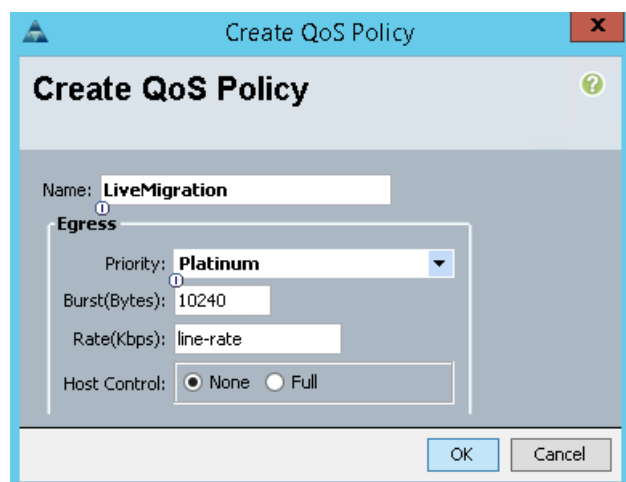 Create QoS Policy
X
Create QoS Policy
?
Name: LiveMigration
Egress
Priority: Platinum
Burst(Bytes): 10240
Rate(Kbps): line-rate
Host Control: None Full
OK Cancel